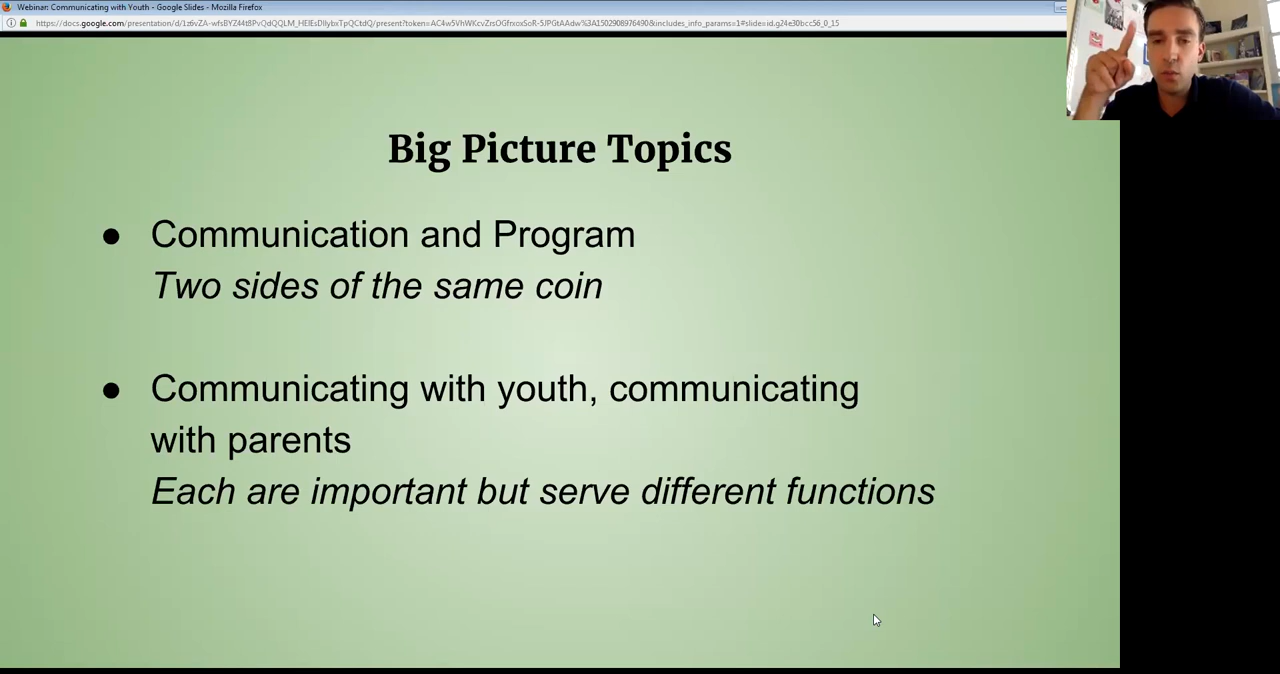 Webinar: Communicating with Youth - Google Slides - Mozilla Firefox
Big Picture Topics
● Communication and Program
Two sides of the same coin
● Communicating with youth, communicating
with parents
Each are important but serve different functions